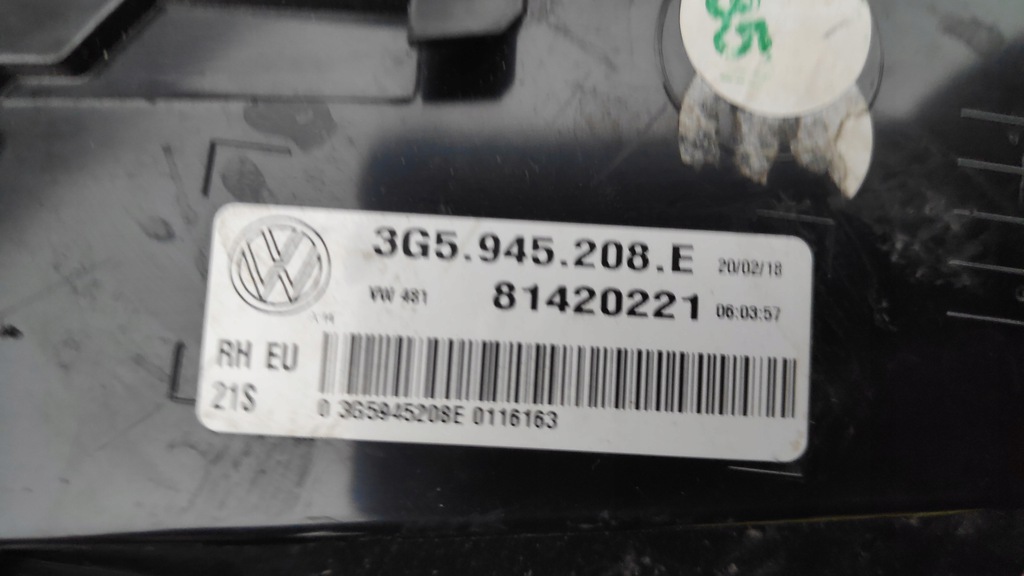 3G5.945.208.E 20/02/18
VW 481 81420221 06:03:57
RH EU
21S
0 3G5945208E 0116163